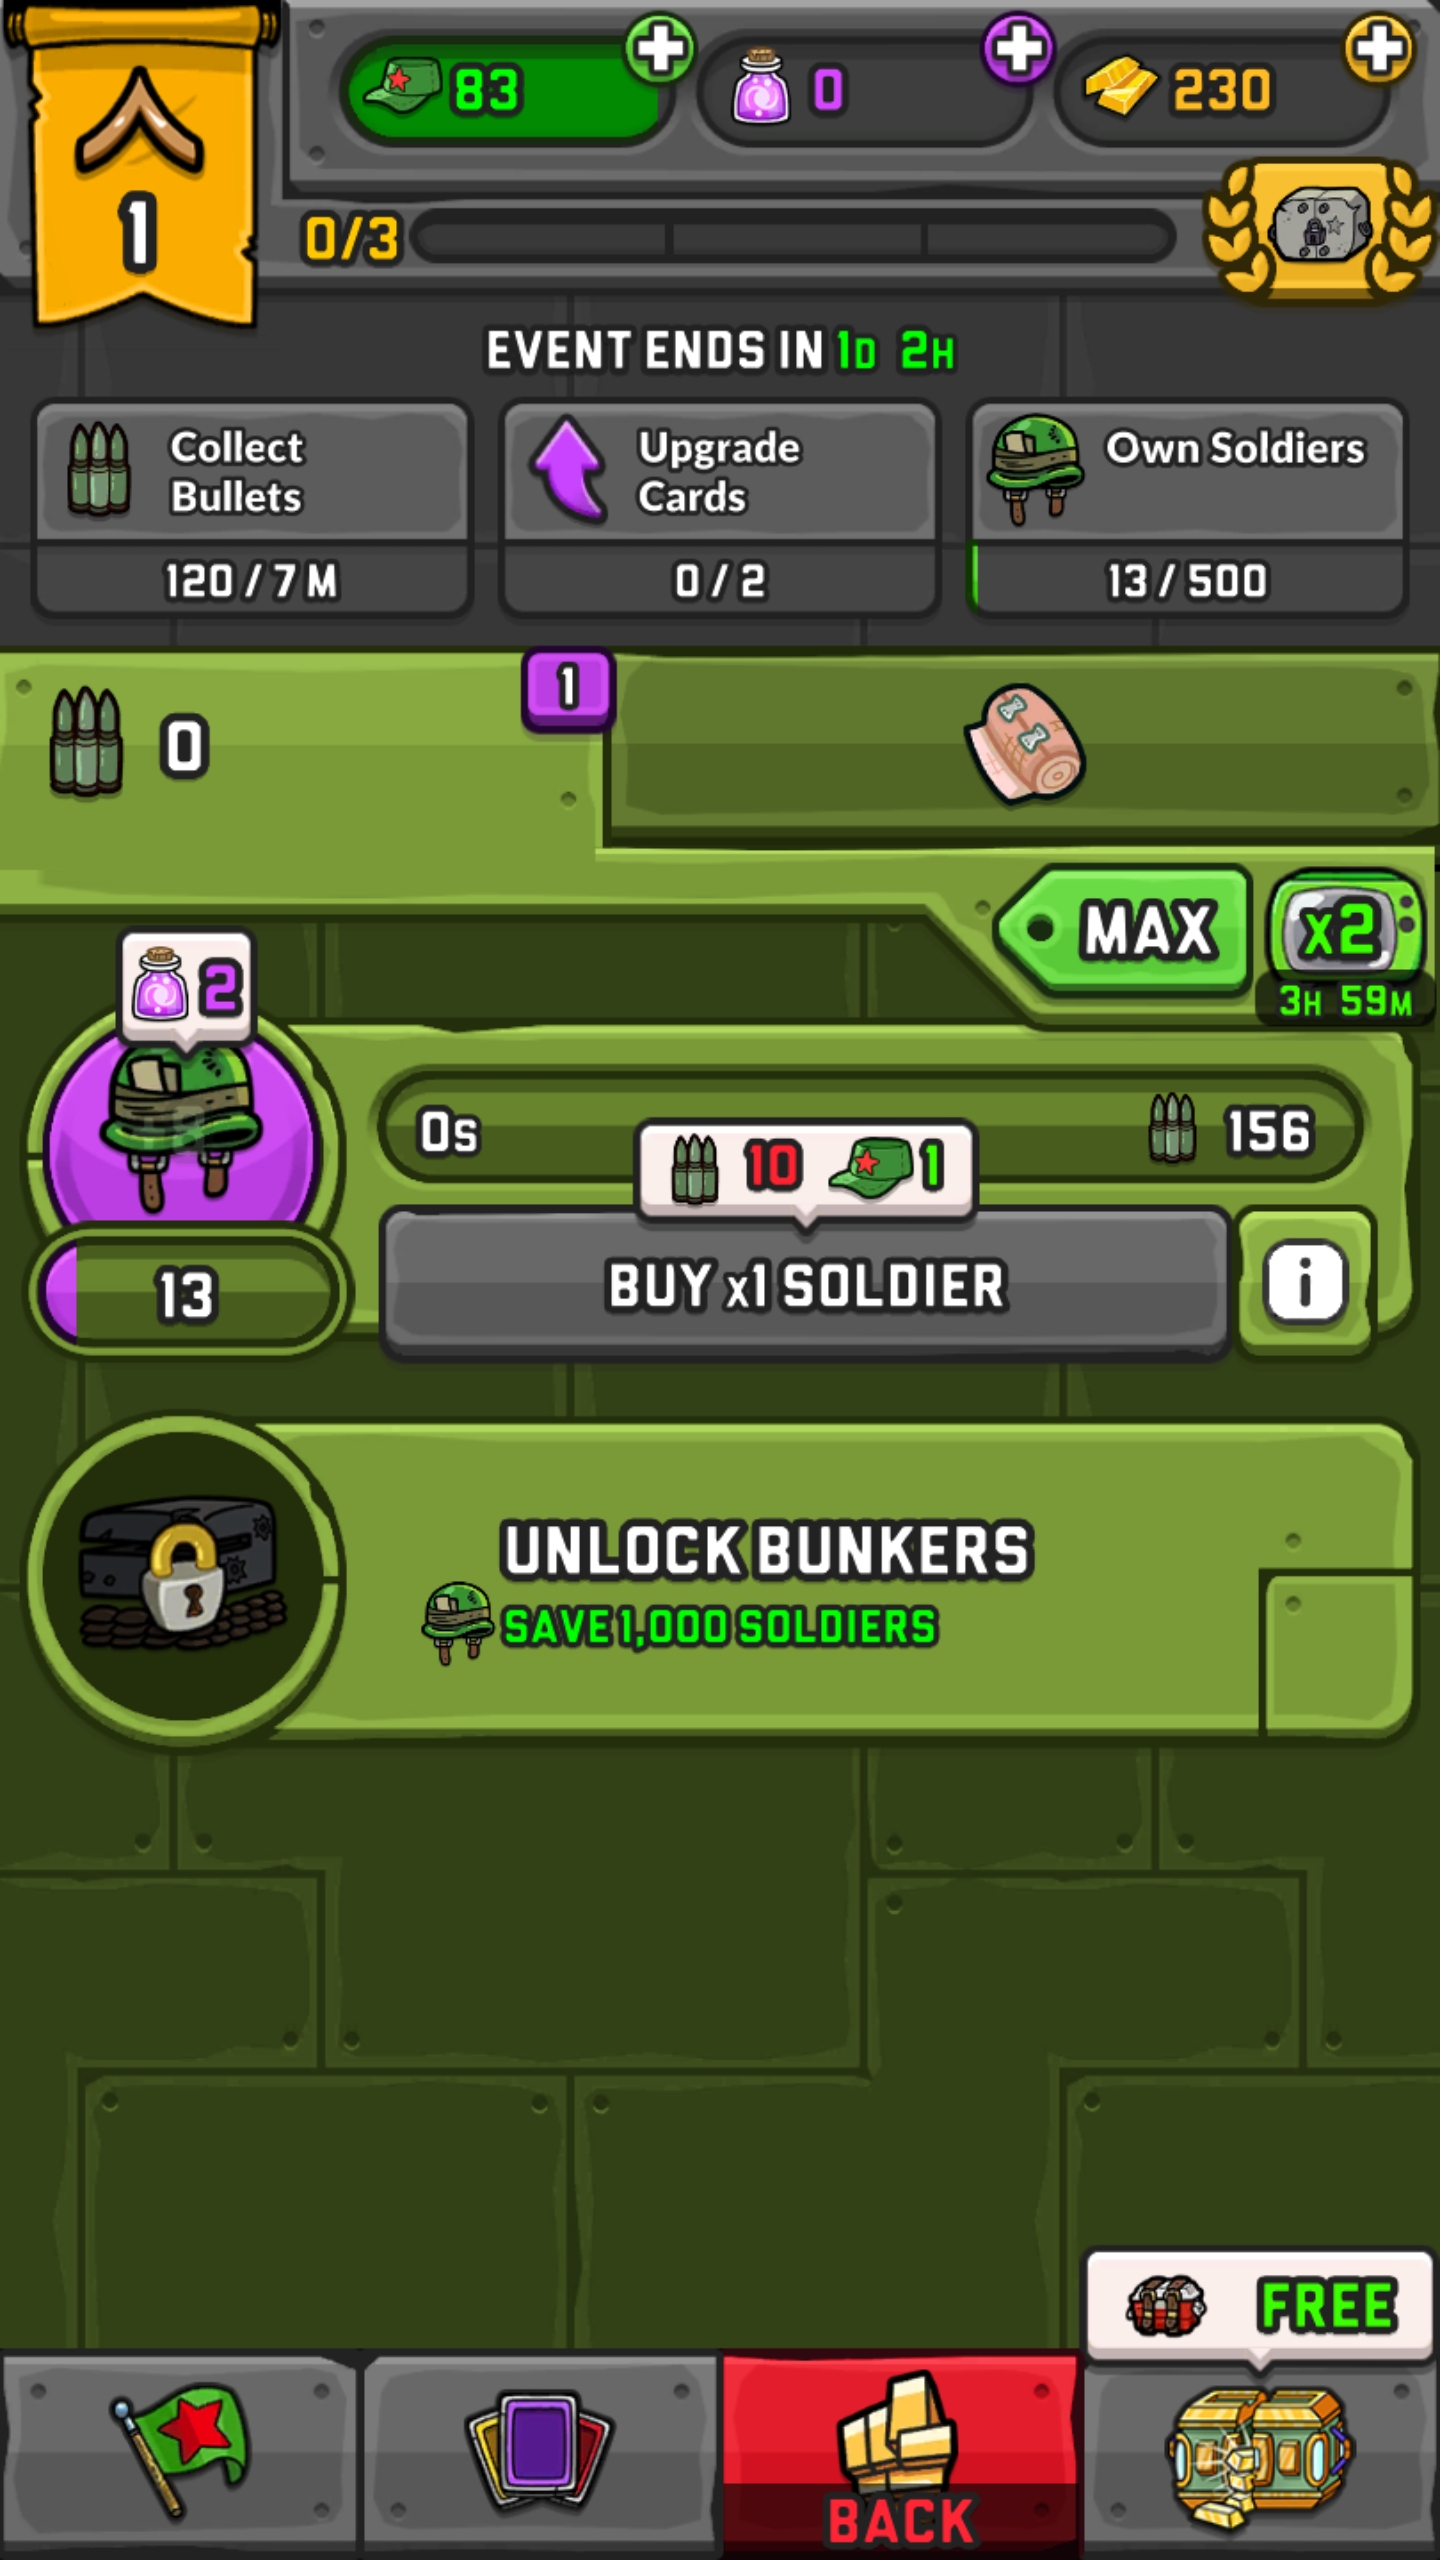 83
0
230
1
0/3
EVENT ENDS IN 1D 2H
Collect
Bullets
Upgrade
Cards
Own Soldiers
120 / 7 M
0 / 2
13 / 500
0
1
MAX
x2
3H 59M
2
0s
156
10
1
13
BUY x1 SOLDIER
i
UNLOCK BUNKERS
SAVE 1,000 SOLDIERS
FREE
BACK